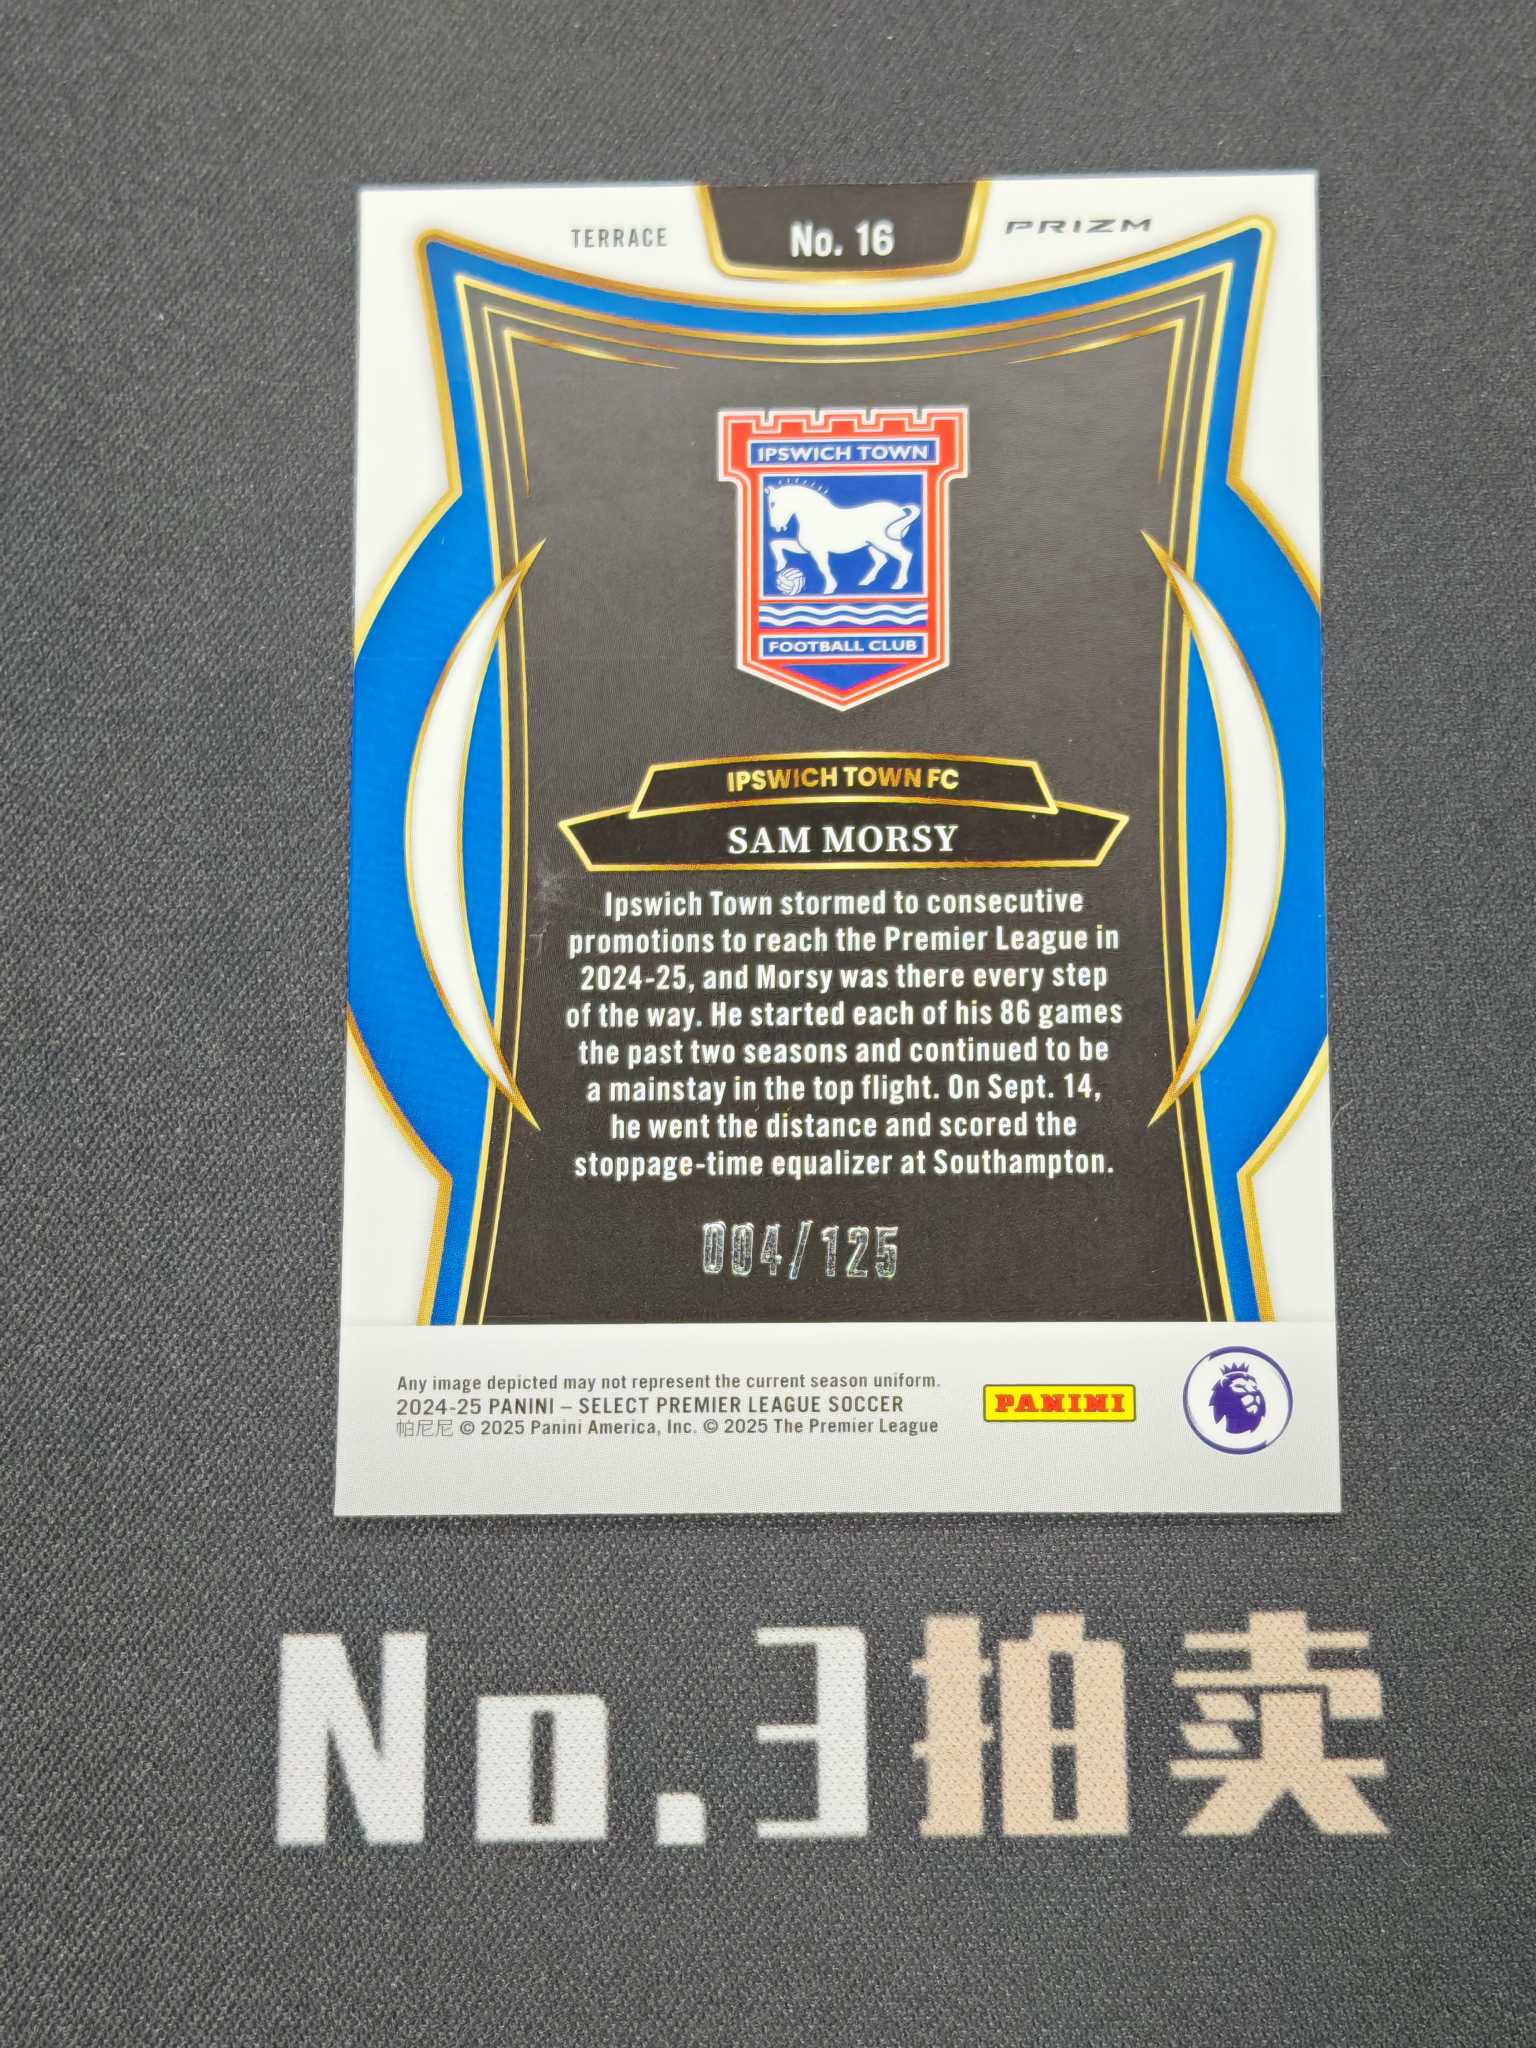 TERRACE
No. 16
PRIZM
IPSWICH TOWN
FOOTBALL CLUB
IPSWICH TOWN FC
SAM MORSY
Ipswich Town stormed to consecutive
promotions to reach the Premier League in
2024-25, and Morsy was there every step
of the way. He started each of his 86 games
the past two seasons and continued to be
a mainstay in the top flight. On Sept. 14,
he went the distance and scored the
stoppage-time equalizer at Southampton.
004/125
Any image depicted may not represent the current season uniform.
2024-25 PANINI – SELECT PREMIER LEAGUE SOCCER
帕尼尼 © 2025 Panini America, Inc. © 2025 The Premier League
PANINI
No.3拍卖